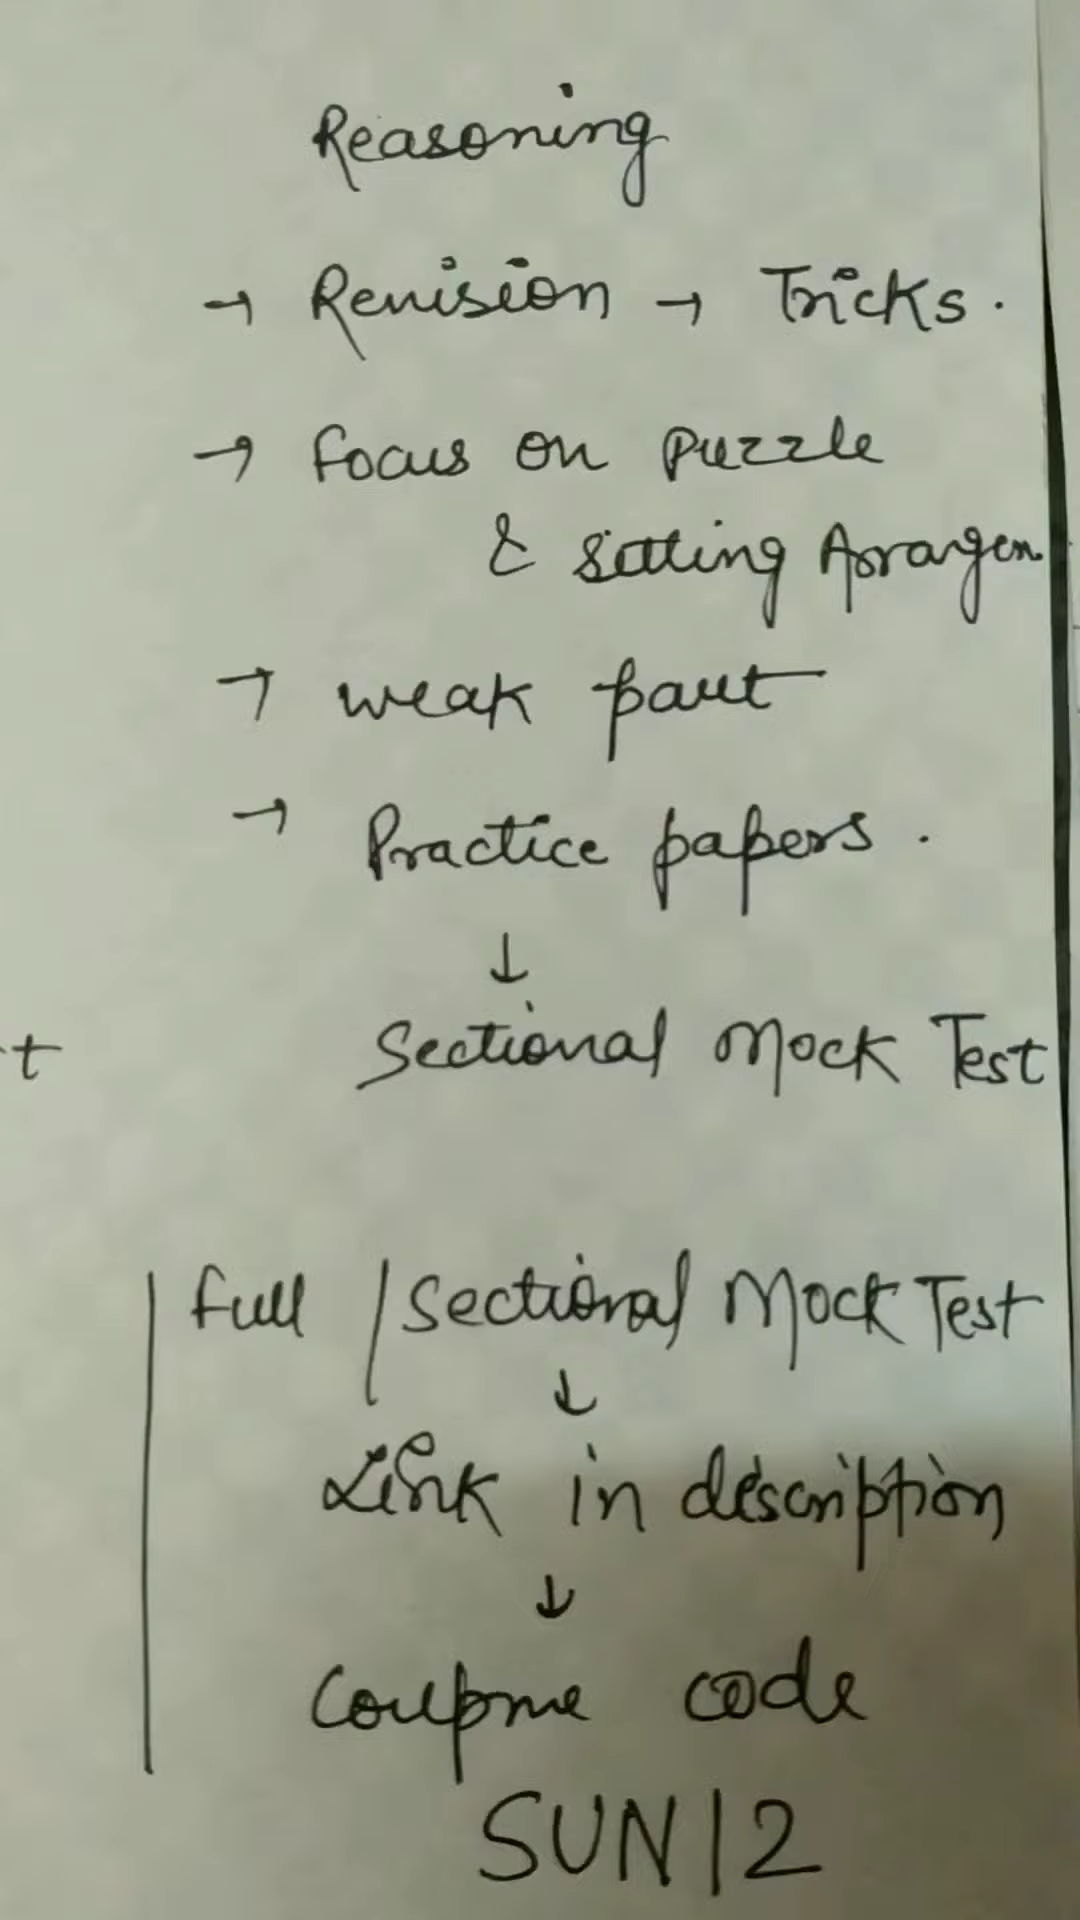 Reasoning
→ Revision → Tricks.
→ Focus on Puzzle
& Sitting Arrangem
→ weak part
→ Practice papers.
↓
t
Sectional Mock Test
Full / Sectional Mock Test
↓
Link in description
↓
Coupne code
SUN12